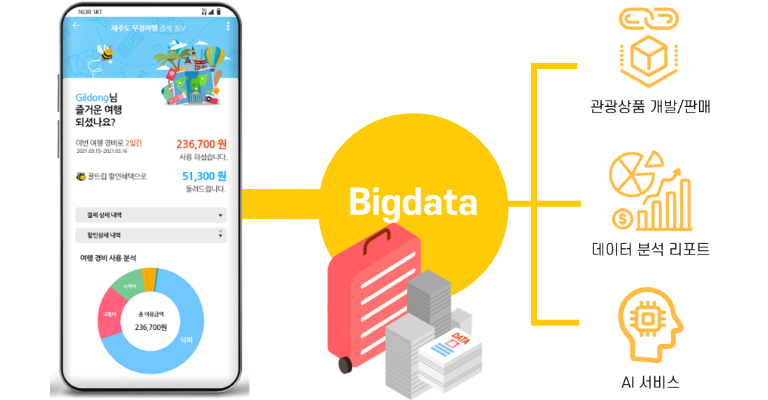 16:30 SKT
제주도 우정여행 결제 정산
Gildong님
즐거운 여행
되셨나요?
이번 여행 경비로 2일간
2021.03.15~2021.03.16
236,700 원
사용 하셨습니다.
꿀트립 할인혜택으로
51,300 원
돌려드립니다.
결제 상세 내역
할인상세 내역
여행 경비 사용 분석
숙박비
교통비
총 이용금액
236,700원
식비
Bigdata
DATA
관광상품 개발/판매
데이터 분석 리포트
AI 서비스